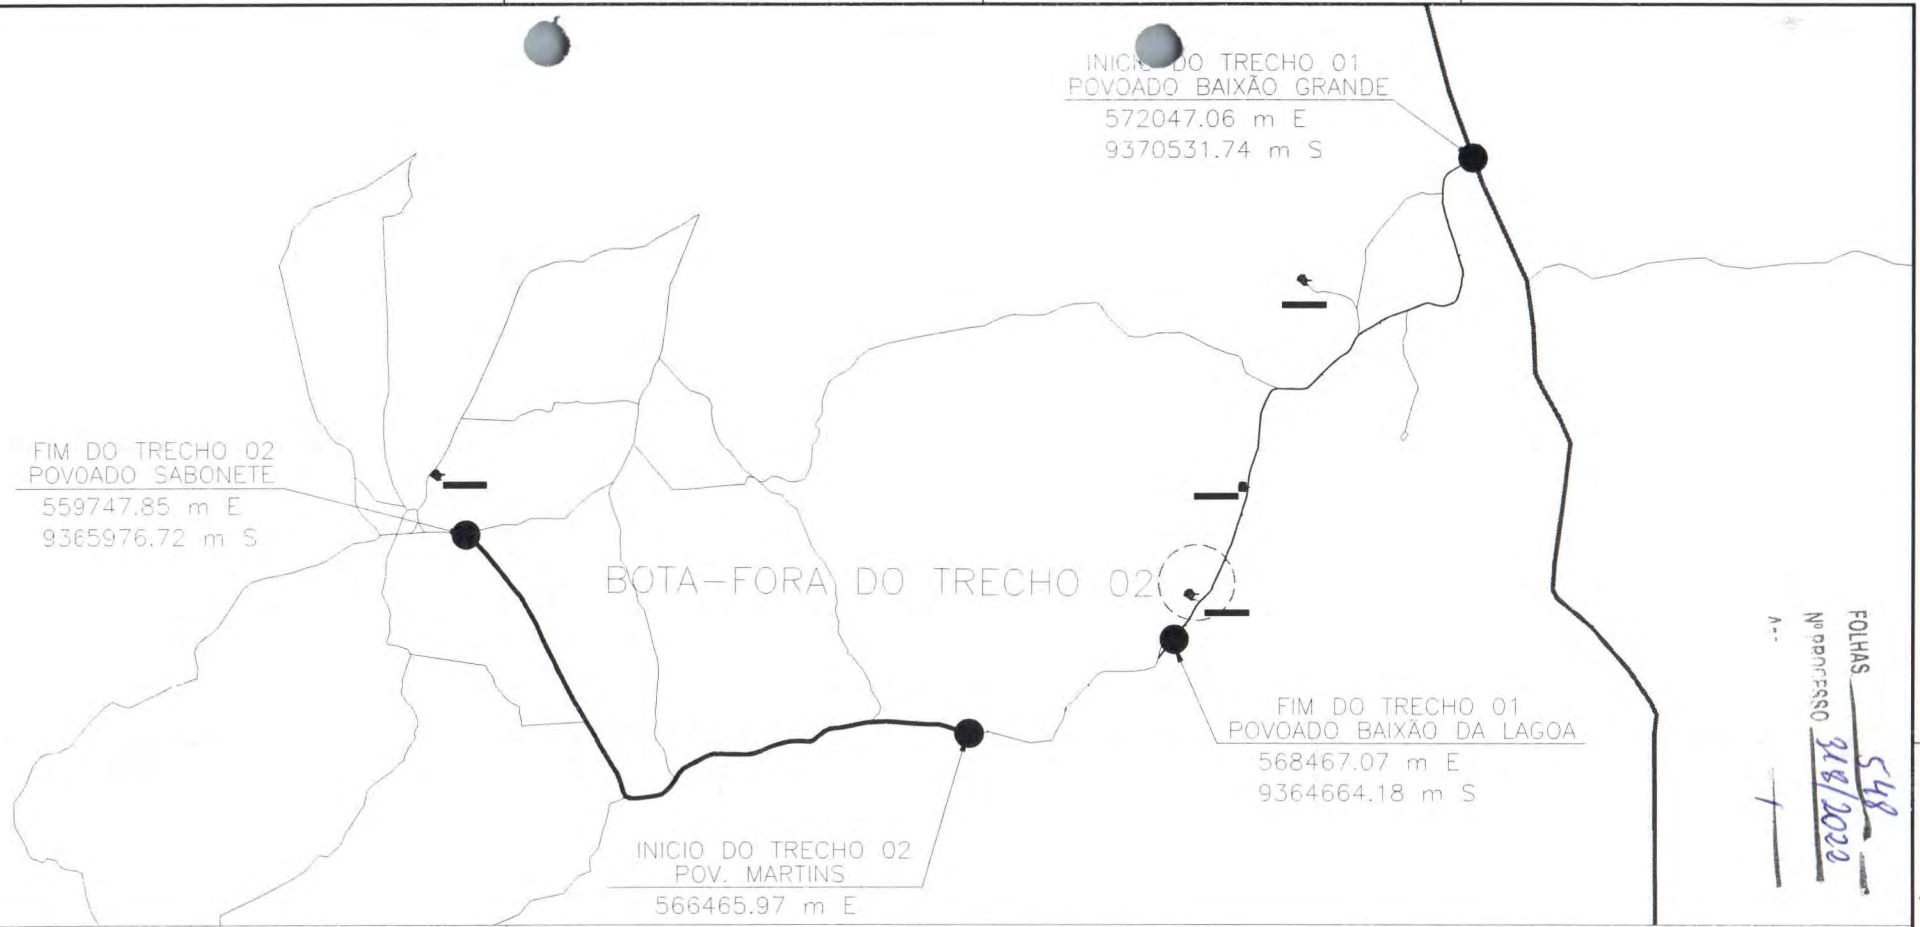 DO TRECHO 01
POVOADO BAIXÃO GRANDE
572047.06 m E
9370531.74 m S
FIM DO TRECHO 02
POVOADO SABONETE
559747.85 m E
9365976.72 m S
BOTA-FORA DO TRECHO 02
FIM DO TRECHO 01
POVOADO BAIXÃO DA LAGOA
568467.07 m E
9364664.18 m S
INICIO DO TRECHO 02
POV. MARTINS
566465.97 m E
FOLHAS 548
Nº PROCESSO 318/2022